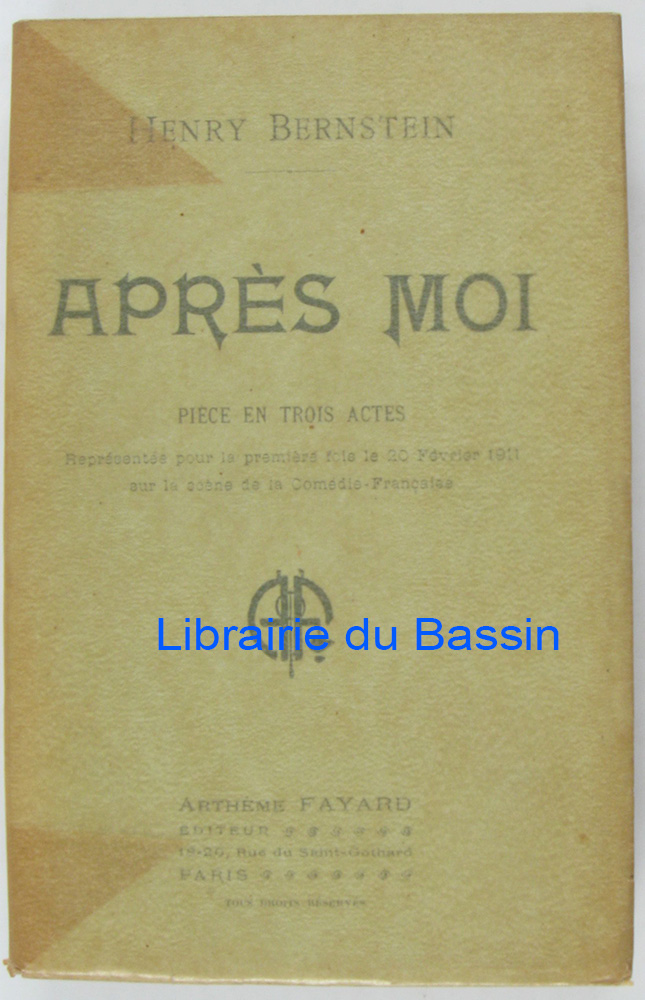 HENRY BERNSTEIN
APRÈS MOI
PIÈCE EN TROIS ACTES
Représentée pour la première fois le 20 Février 1911
sur la scène de la Comédie-Française
Librairie du Bassin
ARTHÈME FAYARD
ÉDITEUR
18-20, Rue du Saint-Gothard
PARIS
TOUS DROITS RÉSERVÉS